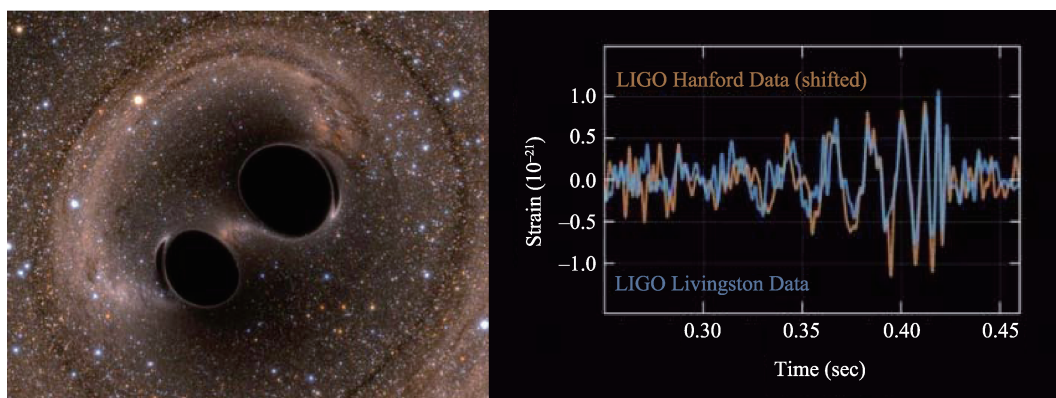 LIGO Hanford Data (shifted)
1.0
0.5
0.0
–0.5
–1.0
Strain (10⁻²¹)
LIGO Livingston Data
0.30 0.35 0.40 0.45
Time (sec)